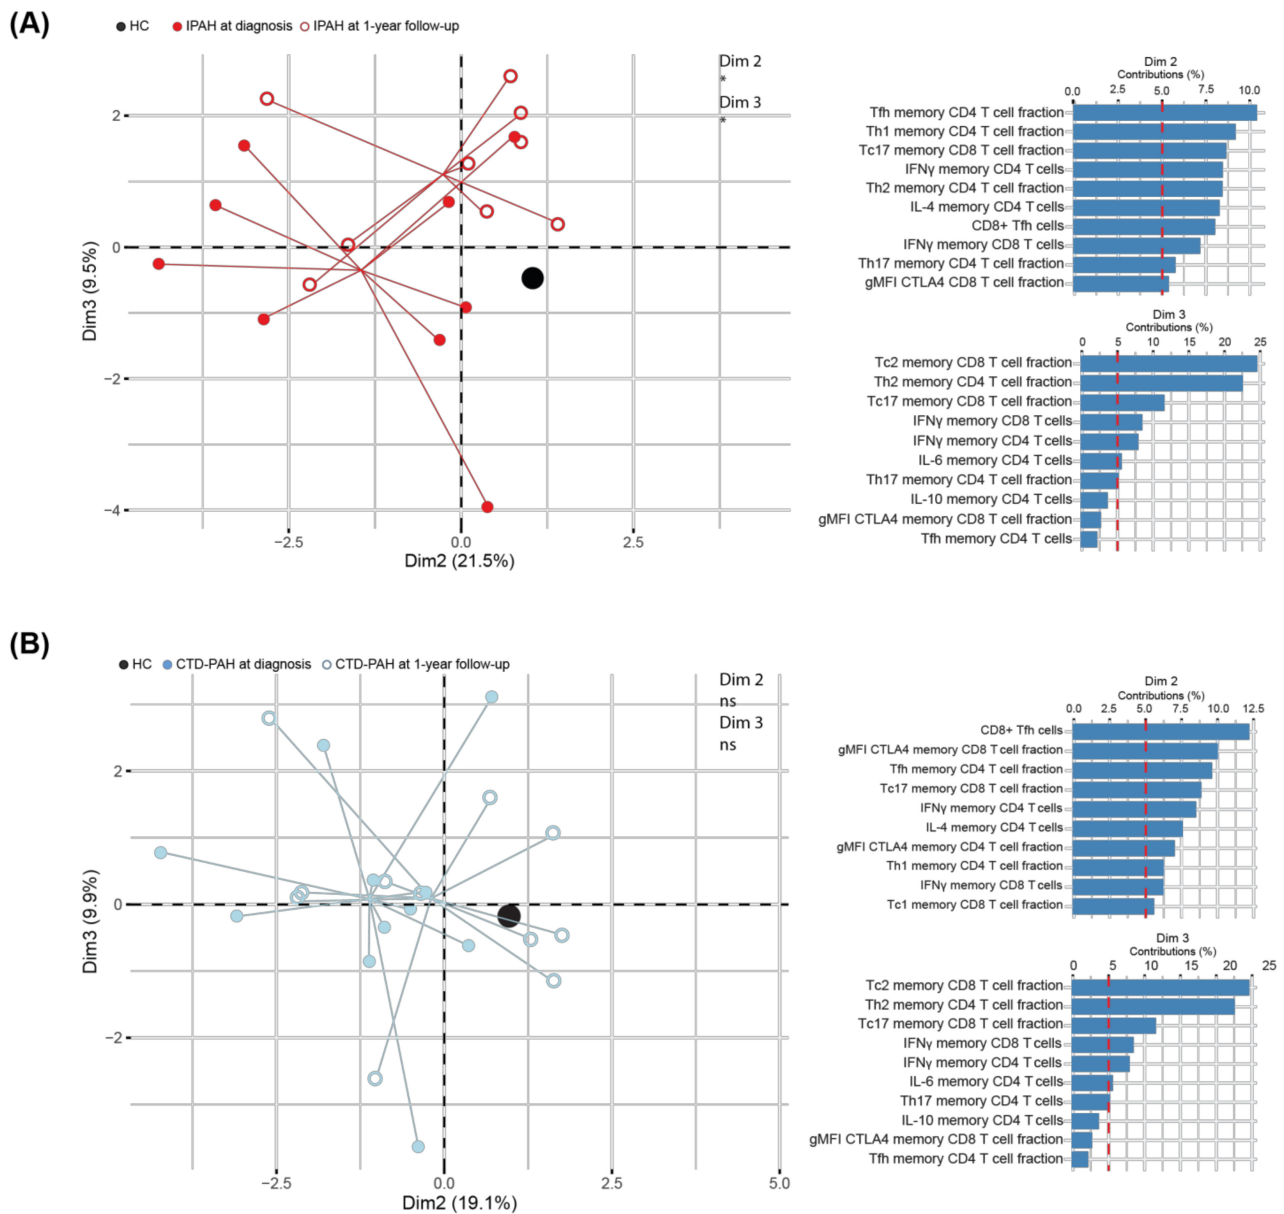 (A)
HC IPAH at diagnosis IPAH at 1-year follow-up
Dim 2
*
Dim 3
*
2
0
−2
−4
Dim3 (9.5%)
−2.5 0.0 2.5
Dim2 (21.5%)
Dim 2
Contributions (%)
0.0 2.5 5.0 7.5 10.0
Tfh memory CD4 T cell fraction
Th1 memory CD4 T cell fraction
Tc17 memory CD8 T cell fraction
IFNγ memory CD4 T cells
Th2 memory CD4 T cell fraction
IL-4 memory CD4 T cells
CD8+ Tfh cells
IFNγ memory CD8 T cells
Th17 memory CD4 T cell fraction
gMFI CTLA4 CD8 T cell fraction
Dim 3
Contributions (%)
0 5 10 15 20 25
Tc2 memory CD8 T cell fraction
Th2 memory CD4 T cell fraction
Tc17 memory CD8 T cell fraction
IFNγ memory CD8 T cells
IFNγ memory CD4 T cells
IL-6 memory CD4 T cells
Th17 memory CD4 T cell fraction
IL-10 memory CD4 T cells
gMFI CTLA4 memory CD8 T cell fraction
Tfh memory CD4 T cells
(B)
HC CTD-PAH at diagnosis CTD-PAH at 1-year follow-up
Dim 2
ns
Dim 3
ns
2
0
−2
Dim3 (9.9%)
−2.5 0.0 2.5 5.0
Dim2 (19.1%)
Dim 2
Contributions (%)
0.0 2.5 5.0 7.5 10.0 12.5
CD8+ Tfh cells
gMFI CTLA4 memory CD8 T cell fraction
Tfh memory CD4 T cell fraction
Tc17 memory CD8 T cell fraction
IFNγ memory CD4 T cells
IL-4 memory CD4 T cells
gMFI CTLA4 memory CD4 T cell fraction
Th1 memory CD4 T cell fraction
IFNγ memory CD8 T cells
Tc1 memory CD8 T cell fraction
Dim 3
Contributions (%)
0 5 10 15 20 25
Tc2 memory CD8 T cell fraction
Th2 memory CD4 T cell fraction
Tc17 memory CD8 T cell fraction
IFNγ memory CD8 T cells
IFNγ memory CD4 T cells
IL-6 memory CD4 T cells
Th17 memory CD4 T cells
IL-10 memory CD4 T cells
gMFI CTLA4 memory CD8 T cell fraction
Tfh memory CD4 T cell fraction